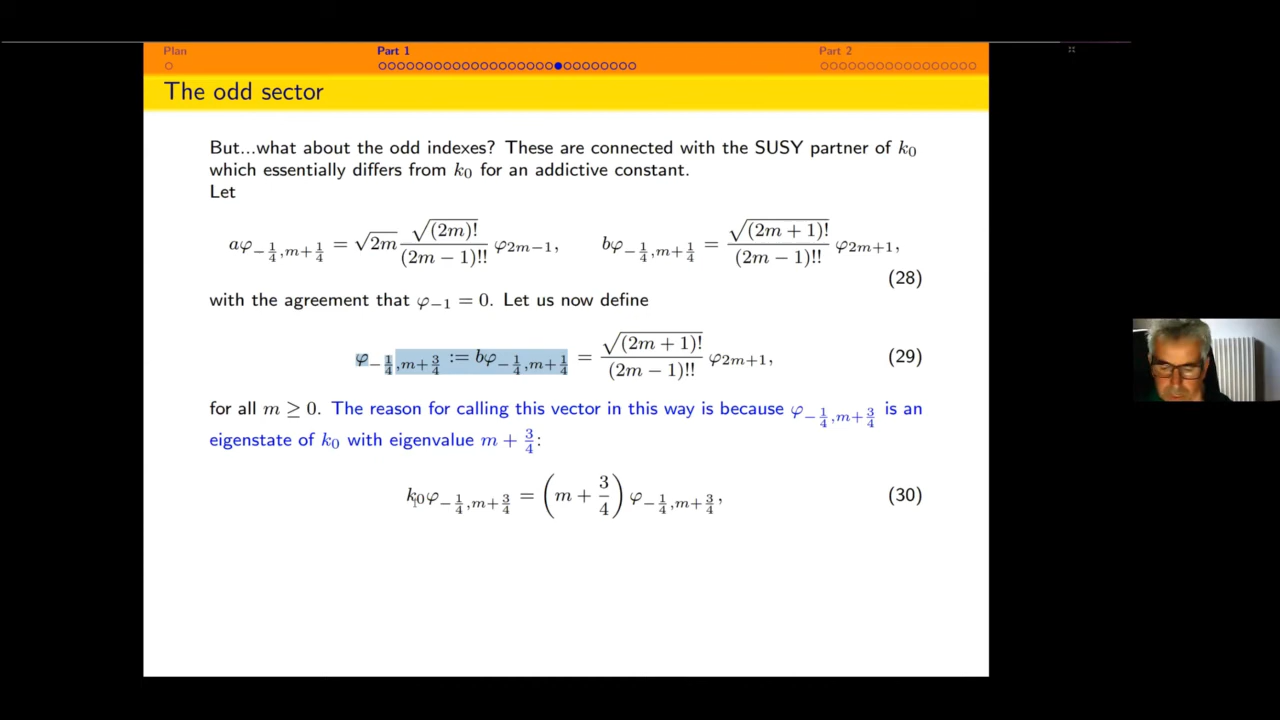 Plan Part 1 Part 2
The odd sector
But...what about the odd indexes? These are connected with the SUSY partner of k₀
which essentially differs from k₀ for an addictive constant.
Let
aφ_{−1/4,m+1/4} = √2m √(2m)!/(2m − 1)!! φ_{2m−1}, bφ_{−1/4,m+1/4} = √(2m + 1)!/(2m − 1)!! φ_{2m+1},
(28)
with the agreement that φ_{−1} = 0. Let us now define
φ_{−1/4,m+3/4} := bφ_{−1/4,m+1/4} = √(2m + 1)!/(2m − 1)!! φ_{2m+1}, (29)
for all m ≥ 0. The reason for calling this vector in this way is because φ_{−1/4,m+3/4} is an
eigenstate of k₀ with eigenvalue m + 3/4:
k₀φ_{−1/4,m+3/4} = (m + 3/4) φ_{−1/4,m+3/4}, (30)